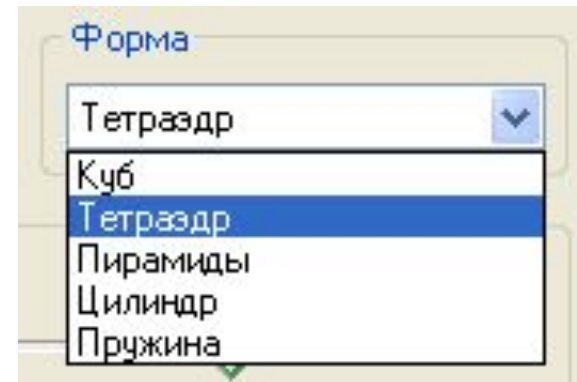 Форма
Тетраэдр
Куб
Тетраэдр
Пирамиды
Цилиндр
Пружина